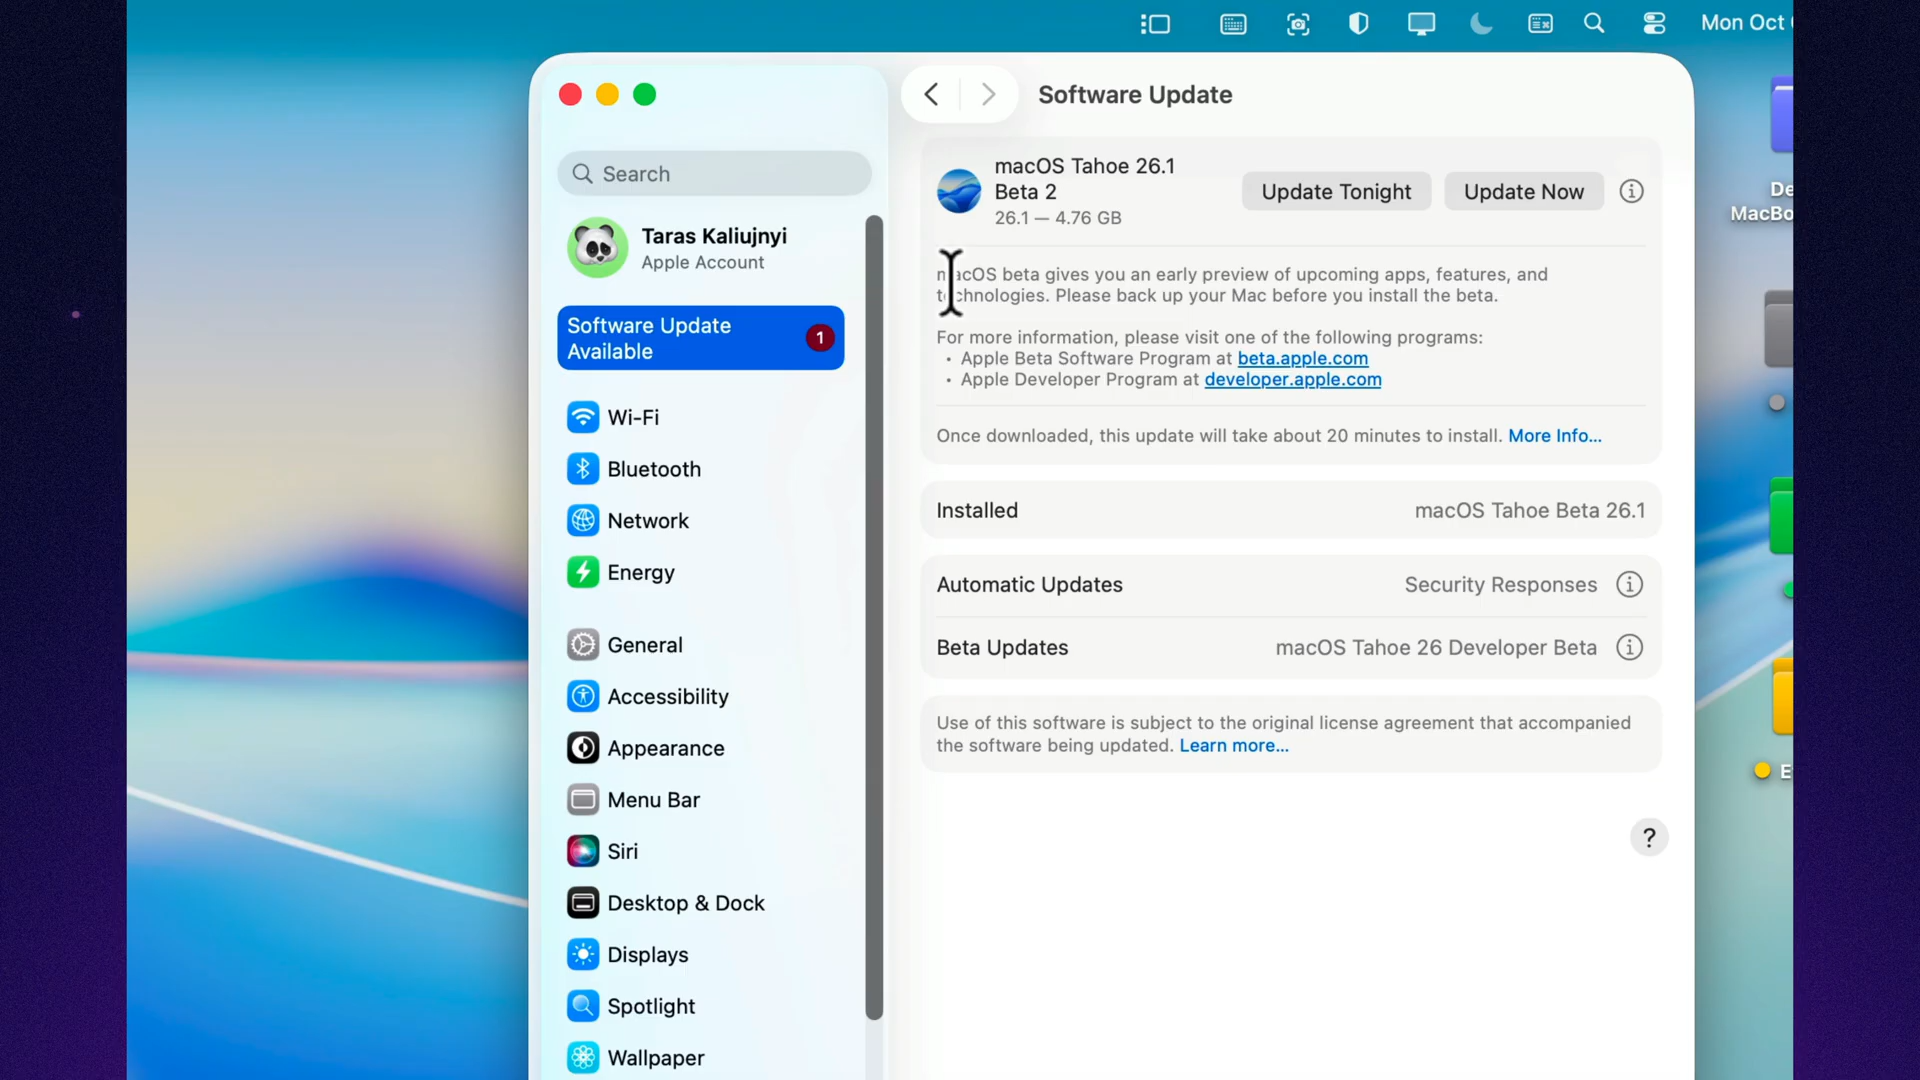 Mon Oct
Software Update
Search
Taras Kaliujnyi
Apple Account
Software Update
Available
1
Wi-Fi
Bluetooth
Network
Energy
General
Accessibility
Appearance
Menu Bar
Siri
Desktop & Dock
Displays
Spotlight
Wallpaper
macOS Tahoe 26.1
Beta 2
26.1 — 4.76 GB
Update Tonight
Update Now
macOS beta gives you an early preview of upcoming apps, features, and
technologies. Please back up your Mac before you install the beta.
For more information, please visit one of the following programs:
• Apple Beta Software Program at beta.apple.com
• Apple Developer Program at developer.apple.com
Once downloaded, this update will take about 20 minutes to install. More Info...
Installed
macOS Tahoe Beta 26.1
Automatic Updates
Security Responses
Beta Updates
macOS Tahoe 26 Developer Beta
Use of this software is subject to the original license agreement that accompanied
the software being updated. Learn more...
?
De
MacBo
E